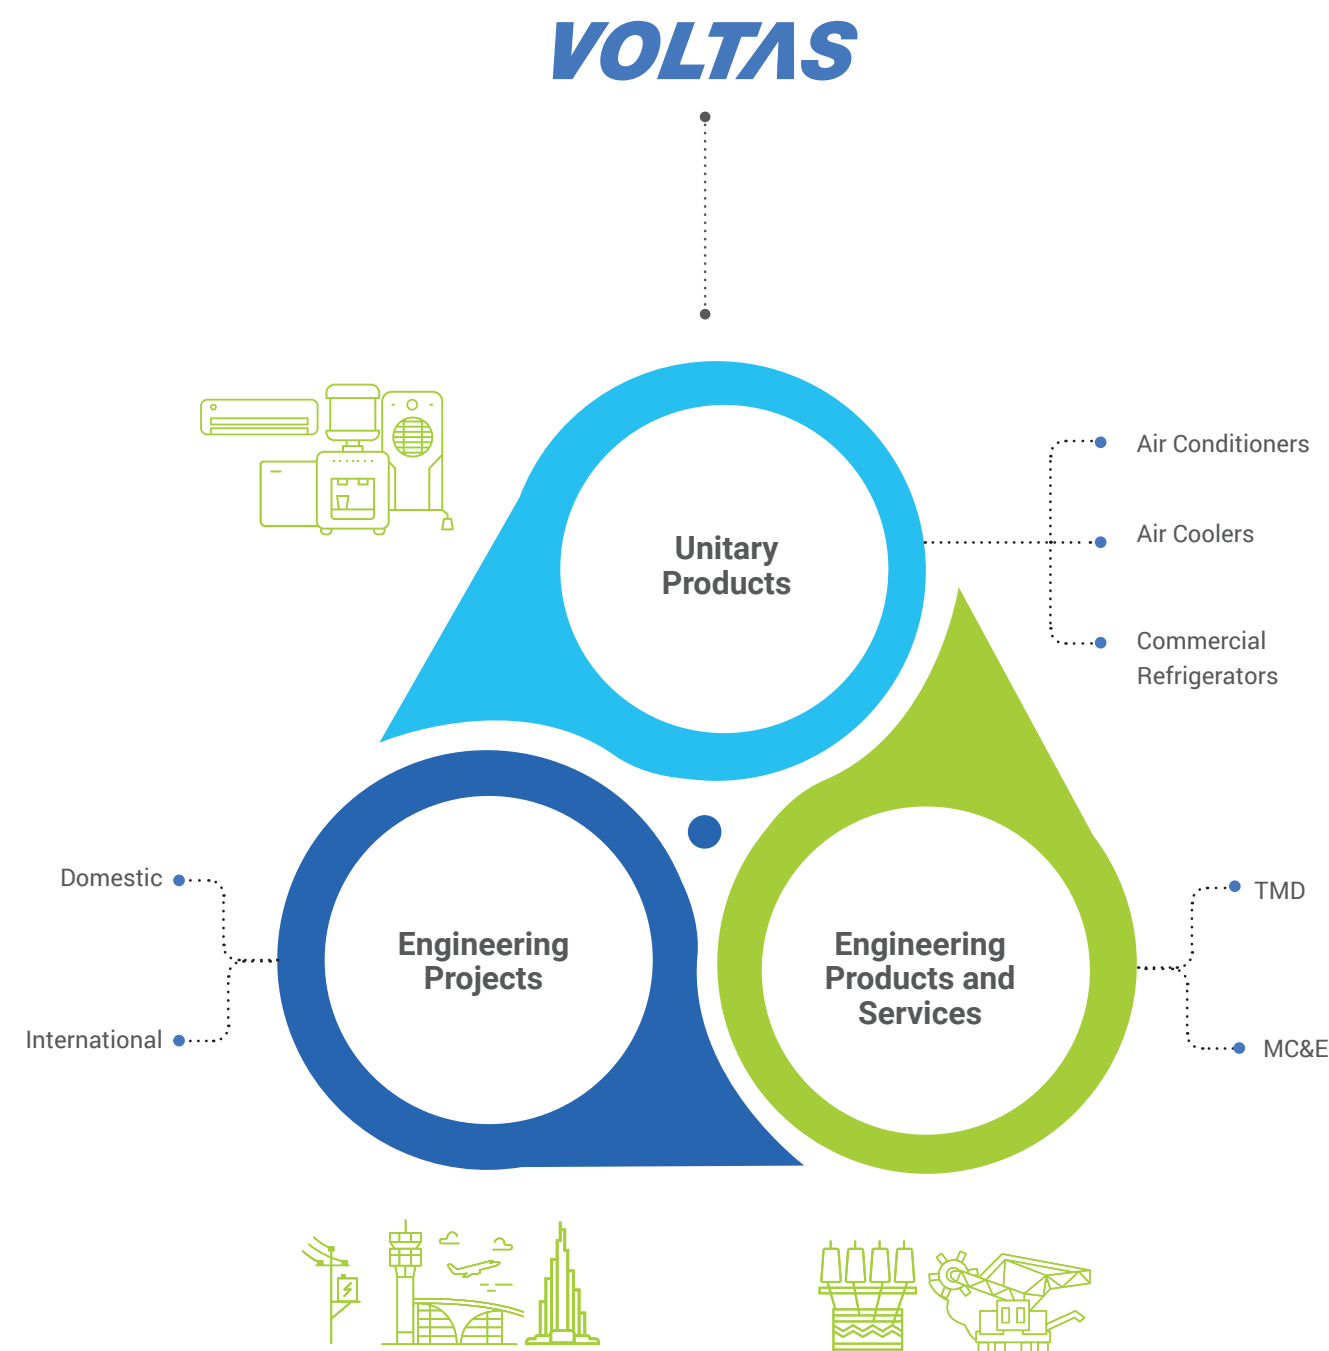 VOLTAS
Unitary
Products
Air Conditioners
Air Coolers
Commercial
Refrigerators
Domestic
International
Engineering
Projects
Engineering
Products and
Services
TMD
MC&E